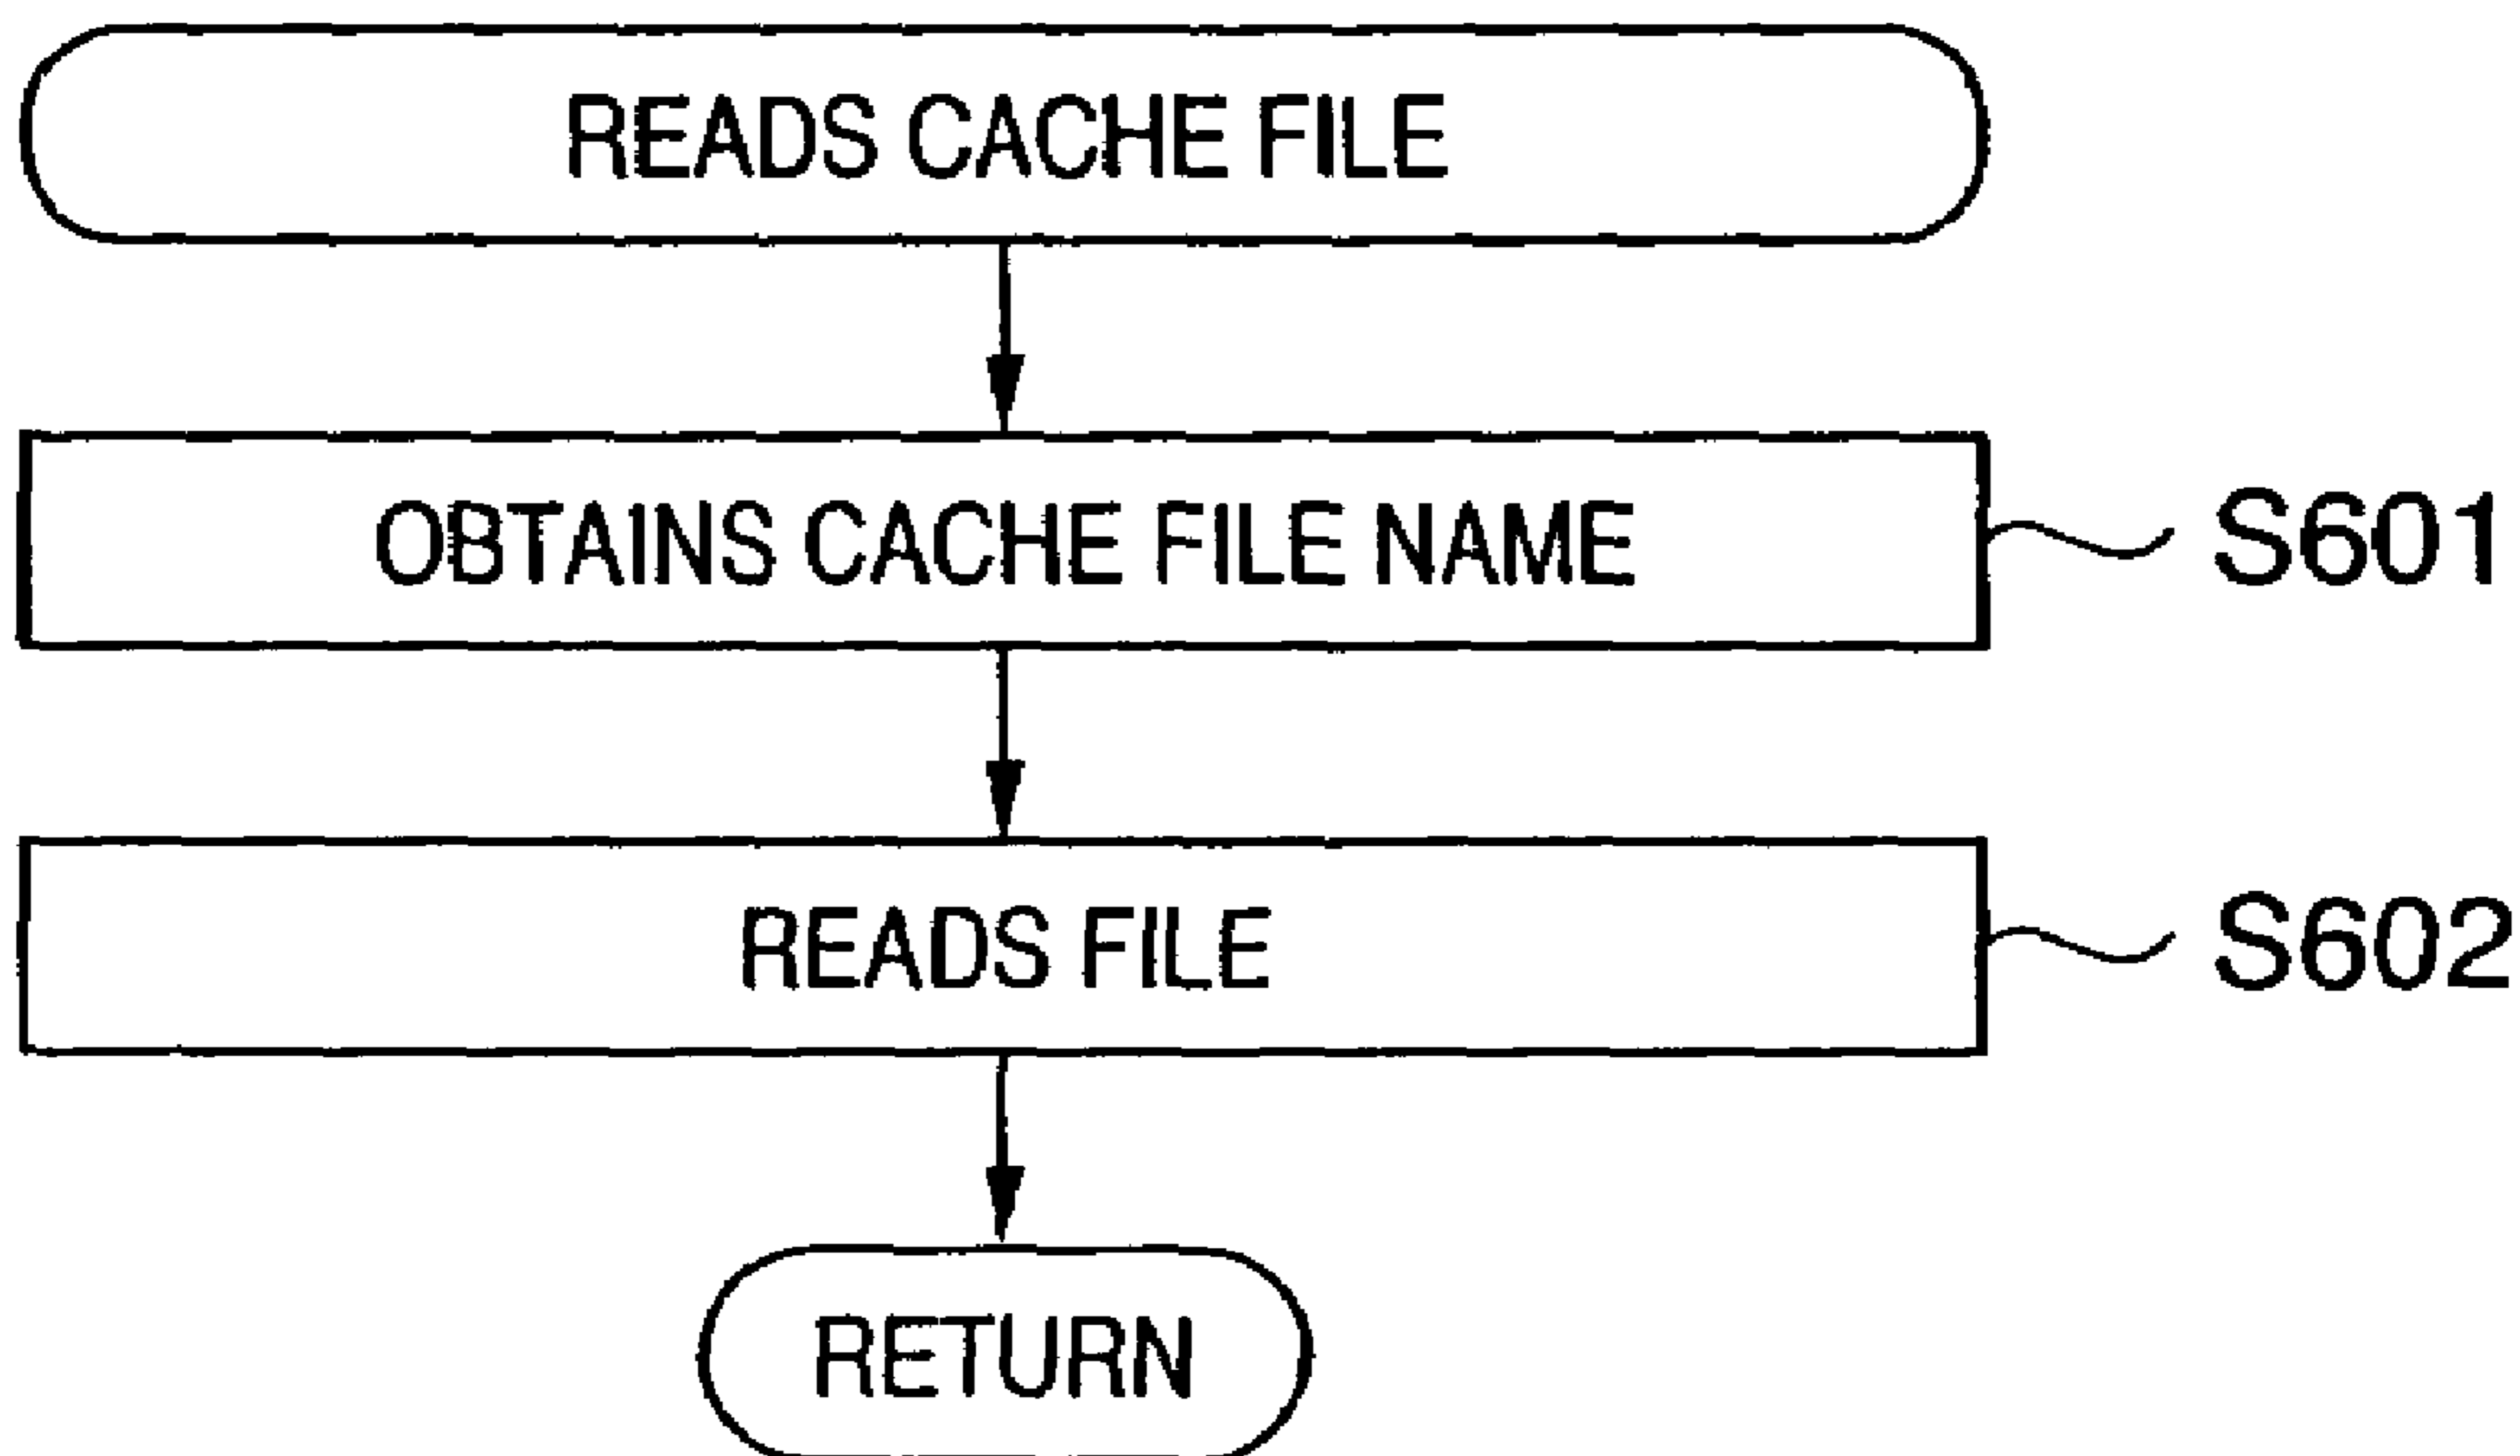 READS CACHE FILE
OBTAINS CACHE FILE NAME
S601
READS FILE
S602
RETURN